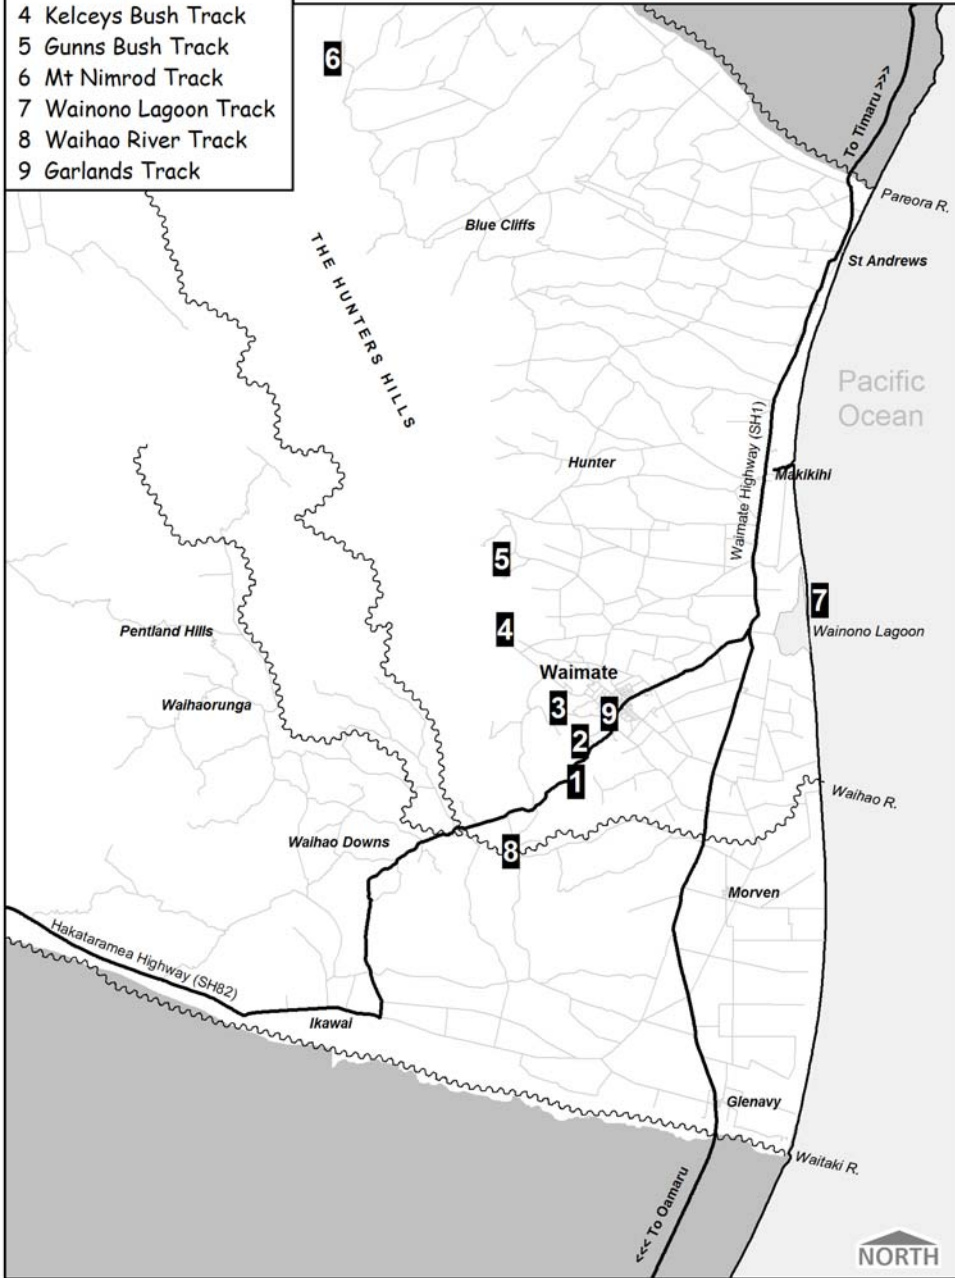 4 Kelceys Bush Track
5 Gunns Bush Track
6 Mt Nimrod Track
7 Wainono Lagoon Track
8 Waihao River Track
9 Garlands Track
6
To Timaru >>>
Pareora R.
Blue Cliffs
St Andrews
THE HUNTERS HILLS
Pacific
Ocean
Waimate Highway (SH1)
Hunter
Makikihi
5
7
4
Pentland Hills
Wainono Lagoon
Waimate
Waihaorunga
3
9
2
1
Waihao R.
Waihao Downs
8
Morven
Hakataramea Highway (SH82)
Ikawai
Glenavy
Waitaki R.
<<< To Oamaru
NORTH